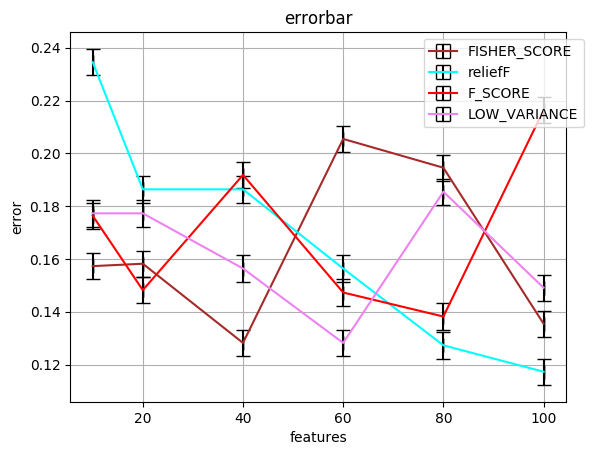 errorbar
FISHER_SCORE
reliefF
F_SCORE
LOW_VARIANCE
error
0.24
0.22
0.20
0.18
0.16
0.14
0.12
20 40 60 80 100
features